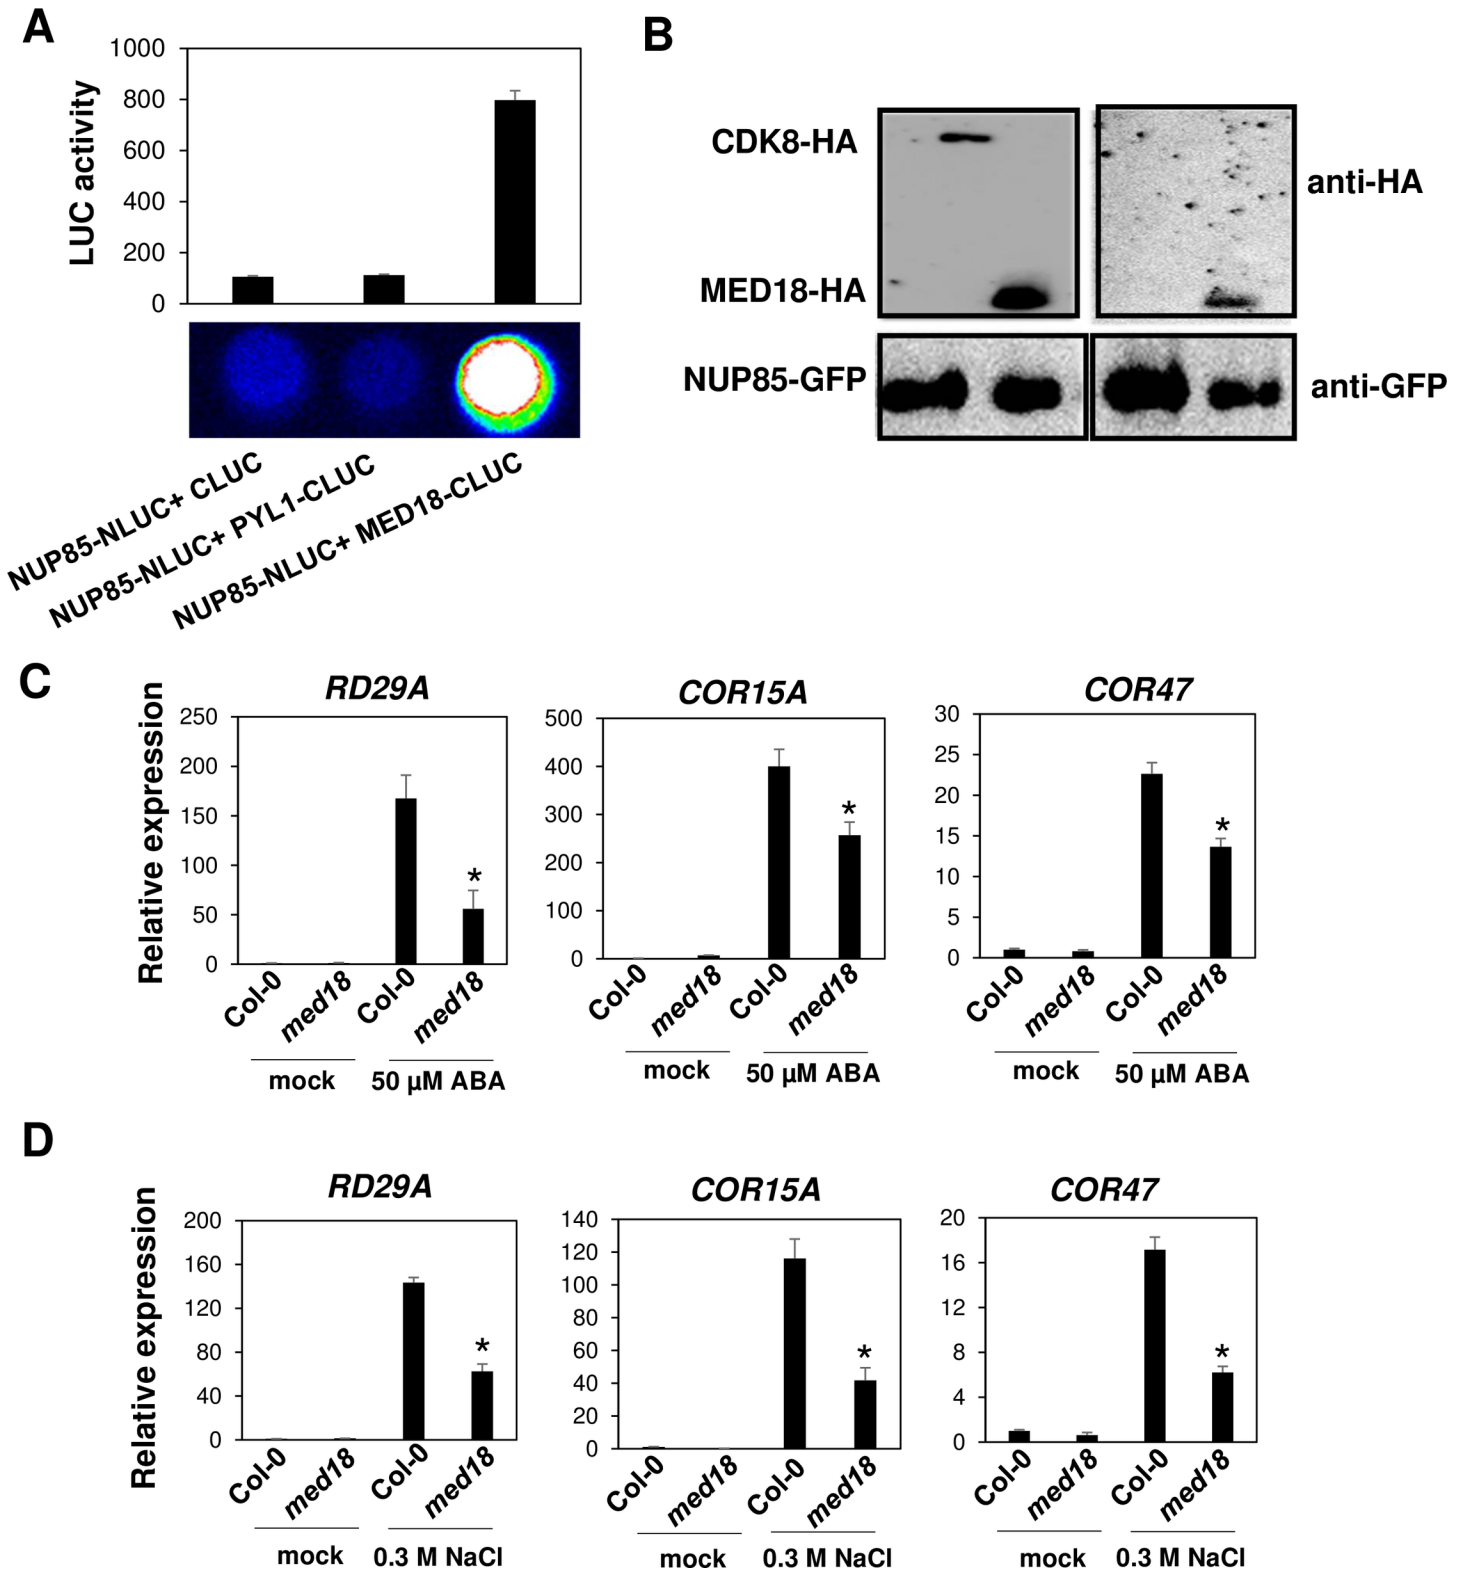 A
LUC activity
1000
800
600
400
200
0
NUP85-NLUC+ CLUC
NUP85-NLUC+ PYL1-CLUC
NUP85-NLUC+ MED18-CLUC
B
CDK8-HA
MED18-HA
anti-HA
NUP85-GFP
anti-GFP
C
Relative expression
RD29A
250
200
150
100
50
0
*
Col-0
med18
Col-0
med18
mock
50 µM ABA
COR15A
500
400
300
200
100
0
*
Col-0
med18
Col-0
med18
mock
50 µM ABA
COR47
30
25
20
15
10
5
0
*
Col-0
med18
Col-0
med18
mock
50 µM ABA
D
Relative expression
RD29A
200
160
120
80
40
0
*
Col-0
med18
Col-0
med18
mock
0.3 M NaCl
COR15A
140
120
100
80
60
40
20
0
*
Col-0
med18
Col-0
med18
mock
0.3 M NaCl
COR47
20
16
12
8
4
0
*
Col-0
med18
Col-0
med18
mock
0.3 M NaCl